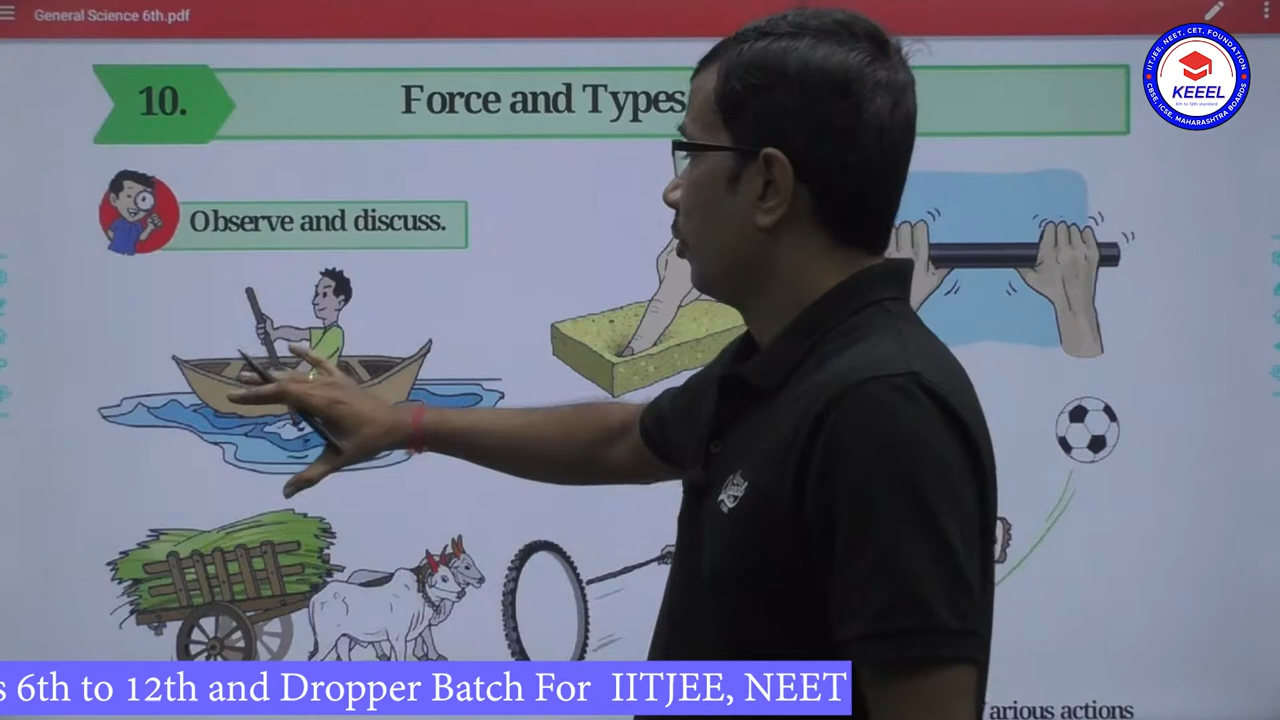 General Science 6th.pdf
10.
Force and Types
Observe and discuss.
IITJEE, NEET, CET, FOUNDATION
KEEEL
6th to 12th standard
CBSE, ICSE, MAHARASHTRA BOARDS
s 6th to 12th and Dropper Batch For IITJEE, NEET
arious actions